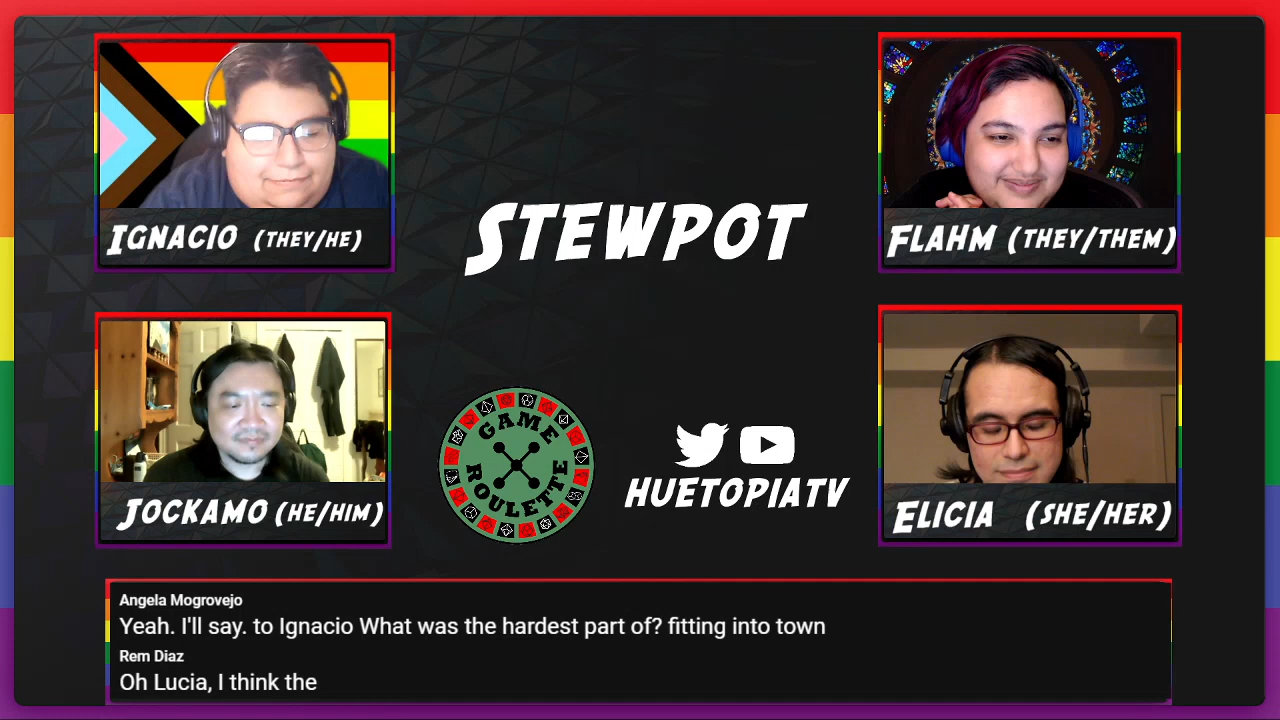 IGNACIO (THEY/HE)
FLAHM (THEY/THEM)
STEWPOT
JOCKAMO (HE/HIM)
GAME
ROULETTE
HUETOPIATV
ELICIA (SHE/HER)
Angela Mogrovejo
Yeah. I'll say. to Ignacio What was the hardest part of? fitting into town
Rem Diaz
Oh Lucia, I think the